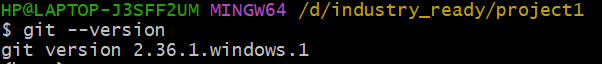 HP@LAPTOP-J3SFF2UM MINGW64 /d/industry_ready/project1
$ git --version
git version 2.36.1.windows.1